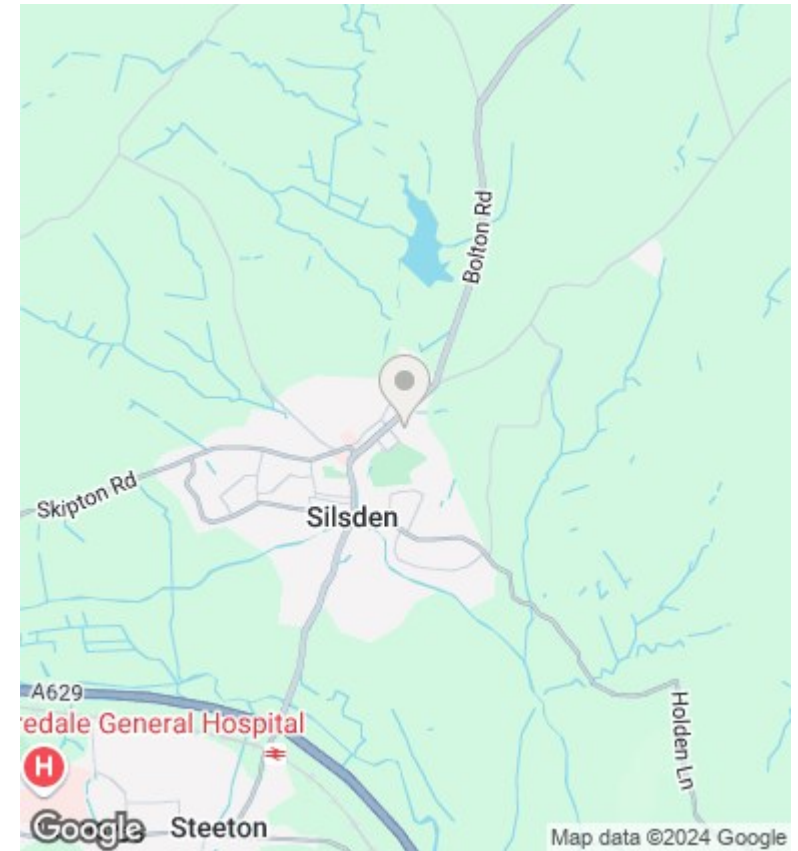 Bolton Rd
Skipton Rd
Silsden
A629
redale General Hospital
H
Holden Ln
Google
Steeton
Map data ©2024 Google